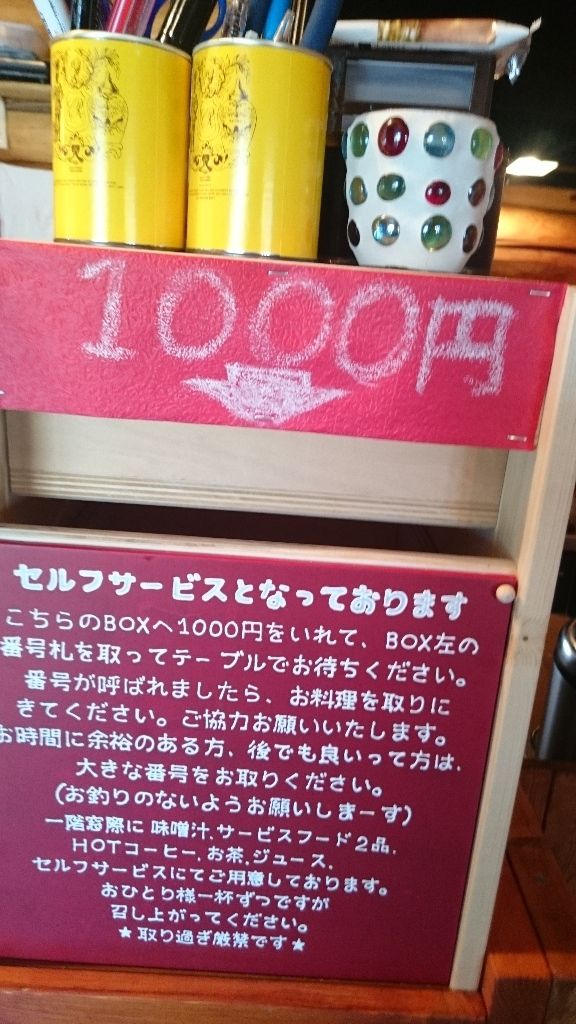 1000円
セルフサービスとなっております
こちらのBOXへ1000円をいれて、BOX左の
番号札を取ってテーブルでお待ちください。
番号が呼ばれましたら、お料理を取りに
きてください。ご協力お願いいたします。
お時間に余裕のある方、後でも良いって方は、
大きな番号をお取りください。
(お釣りのないようお願いしまーす)
一階窓際に 味噌汁.サービスフード2品.
HOTコーヒー.お茶.ジュース.
セルフサービスにてご用意しております。
おひとり様一杯ずつですが
召し上がってください。
★取り過ぎ厳禁です★